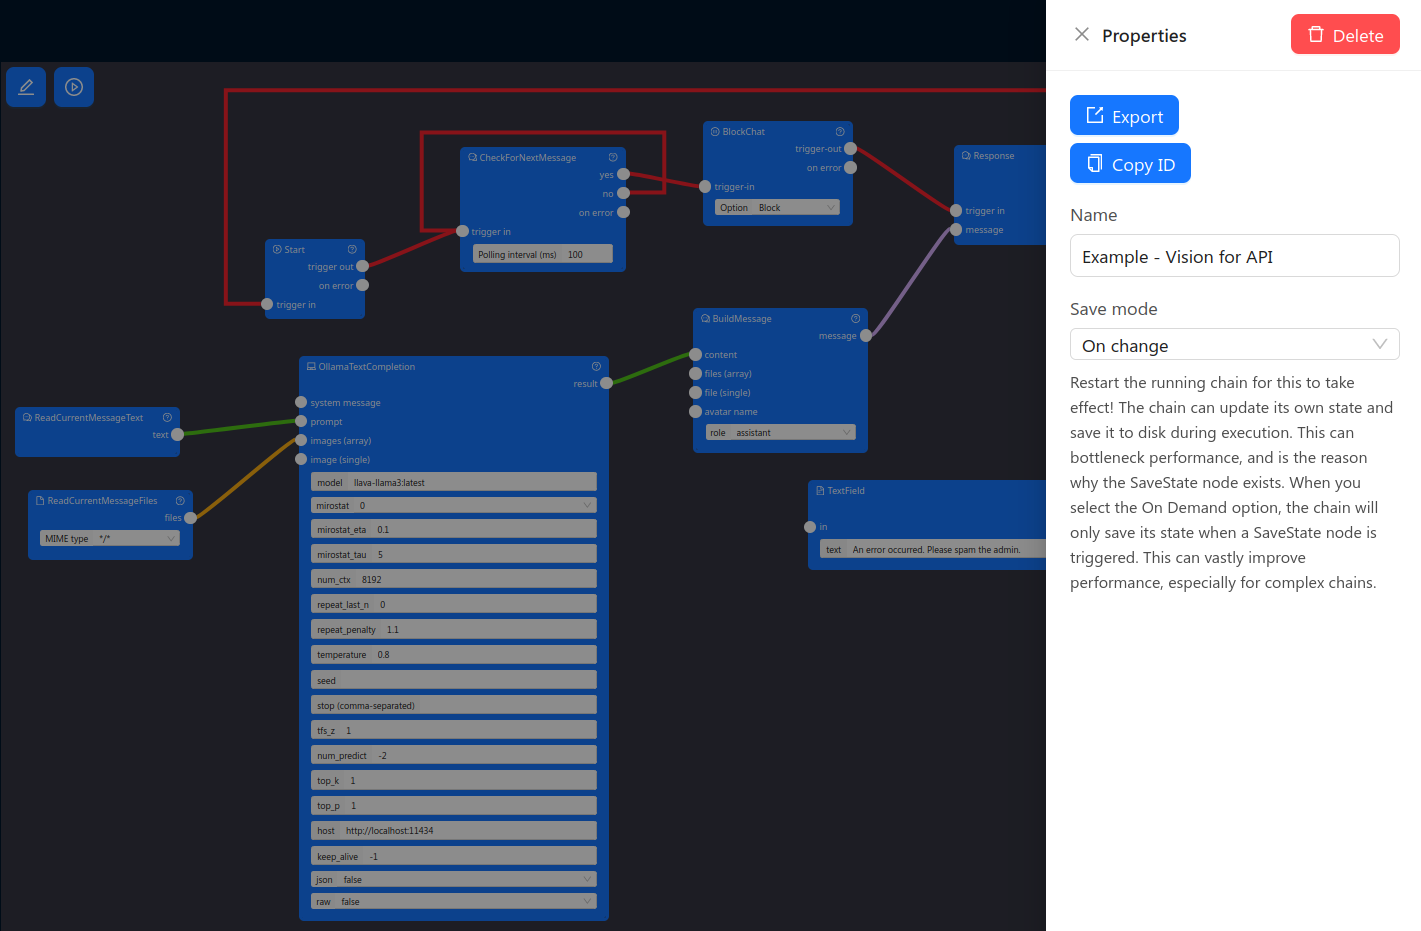 Properties
Delete
Export
Copy ID
Name
Example - Vision for API
Save mode
On change
Restart the running chain for this to take
effect! The chain can update its own state and
save it to disk during execution. This can
bottleneck performance, and is the reason
why the SaveState node exists. When you
select the On Demand option, the chain will
only save its state when a SaveState node is
triggered. This can vastly improve
performance, especially for complex chains.
Start
trigger out
on error
trigger in
CheckForNextMessage
yes
no
on error
trigger in
Polling interval (ms) 100
BlockChat
trigger-out
on error
trigger-in
Option Block
Response
trigger in
message
ReadCurrentMessageText
text
ReadCurrentMessageFiles
files
MIME type */*
OllamaTextCompletion
result
system message
prompt
images (array)
image (single)
model llava-llama3:latest
mirostat 0
mirostat_eta 0.1
mirostat_tau 5
num_ctx 8192
repeat_last_n 0
repeat_penalty 1.1
temperature 0.8
seed
stop (comma-separated)
tfs_z 1
num_predict -2
top_k 1
top_p 1
host http://localhost:11434
keep_alive -1
json false
raw false
BuildMessage
message
content
files (array)
file (single)
avatar name
role assistant
TextField
in
text An error occurred. Please spam the admin.